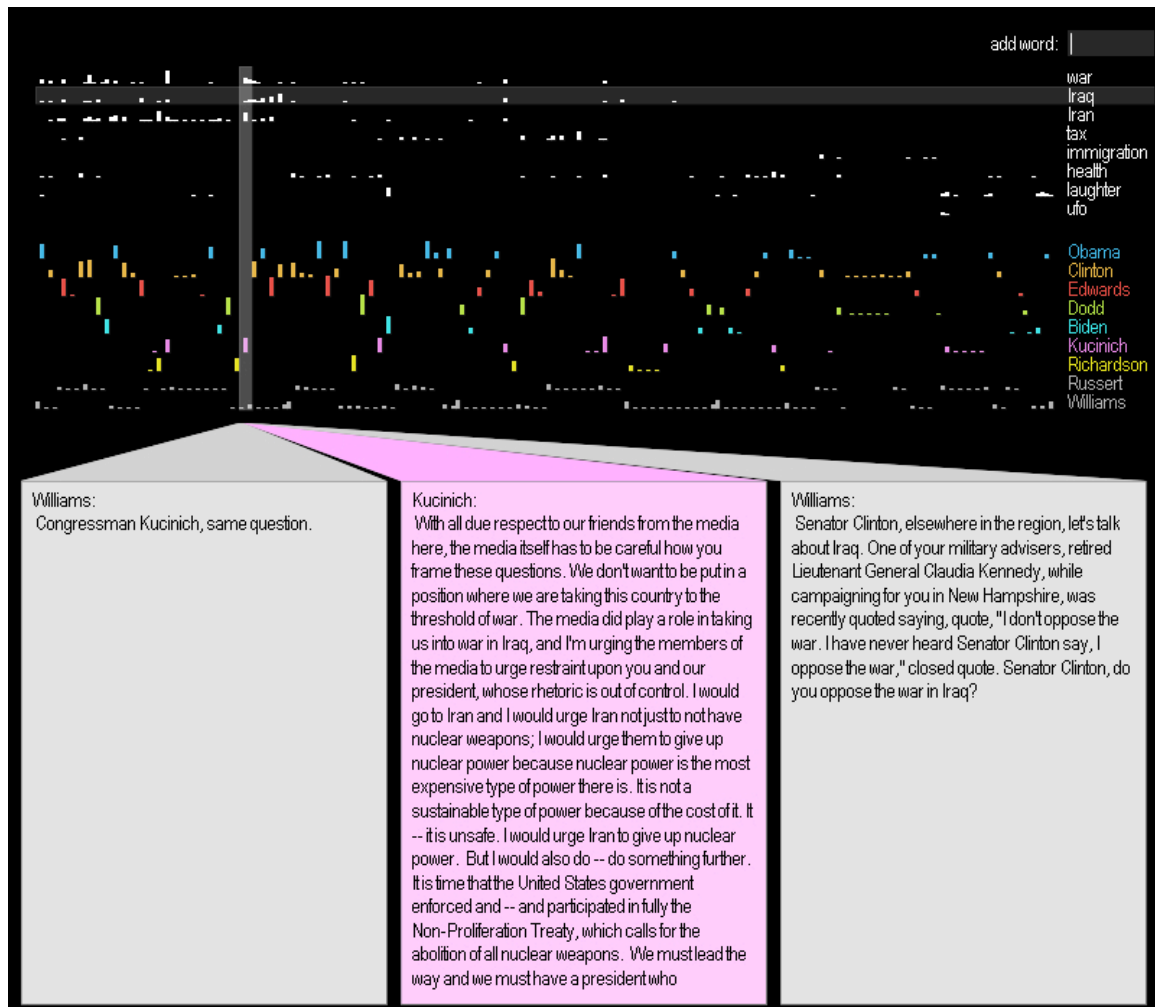 add word:
war
Iraq
Iran
tax
immigration
health
laughter
ufo
Obama
Clinton
Edwards
Dodd
Biden
Kucinich
Richardson
Russert
Williams
Williams:
Congressman Kucinich, same question.
Kucinich:
With all due respect to our friends from the media
here, the media itself has to be careful how you
frame these questions. We don't want to be put in a
position where we are taking this country to the
threshold of war. The media did play a role in taking
us into war in Iraq, and I'm urging the members of
the media to urge restraint upon you and our
president, whose rhetoric is out of control. I would
go to Iran and I would urge Iran not just to not have
nuclear weapons; I would urge them to give up
nuclear power because nuclear power is the most
expensive type of power there is. It is not a
sustainable type of power because of the cost of it. It
-- it is unsafe. I would urge Iran to give up nuclear
power. But I would also do -- do something further.
It is time that the United States government
enforced and -- and participated in fully the
Non-Proliferation Treaty, which calls for the
abolition of all nuclear weapons. We must lead the
way and we must have a president who
Williams:
Senator Clinton, elsewhere in the region, let's talk
about Iraq. One of your military advisers, retired
Lieutenant General Claudia Kennedy, while
campaigning for you in New Hampshire, was
recently quoted saying, quote, "I don't oppose the
war. I have never heard Senator Clinton say, I
oppose the war," closed quote. Senator Clinton, do
you oppose the war in Iraq?